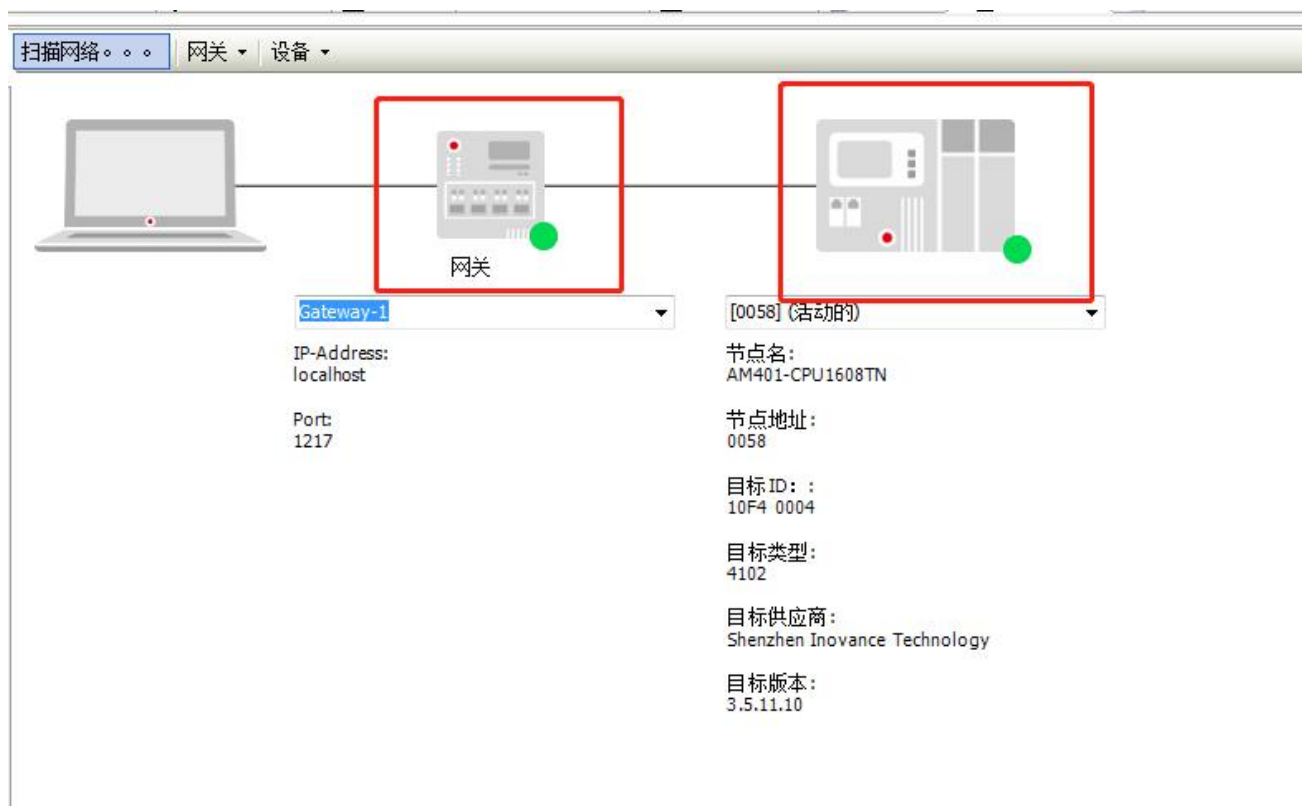 扫描网络。。。 网关 设备
网关
Gateway-1
[0058] (活动的)
IP-Address:
localhost
Port:
1217
节点名:
AM401-CPU1608TN
节点地址:
0058
目标ID: :
10F4 0004
目标类型:
4102
目标供应商:
Shenzhen Inovance Technology
目标版本:
3.5.11.10